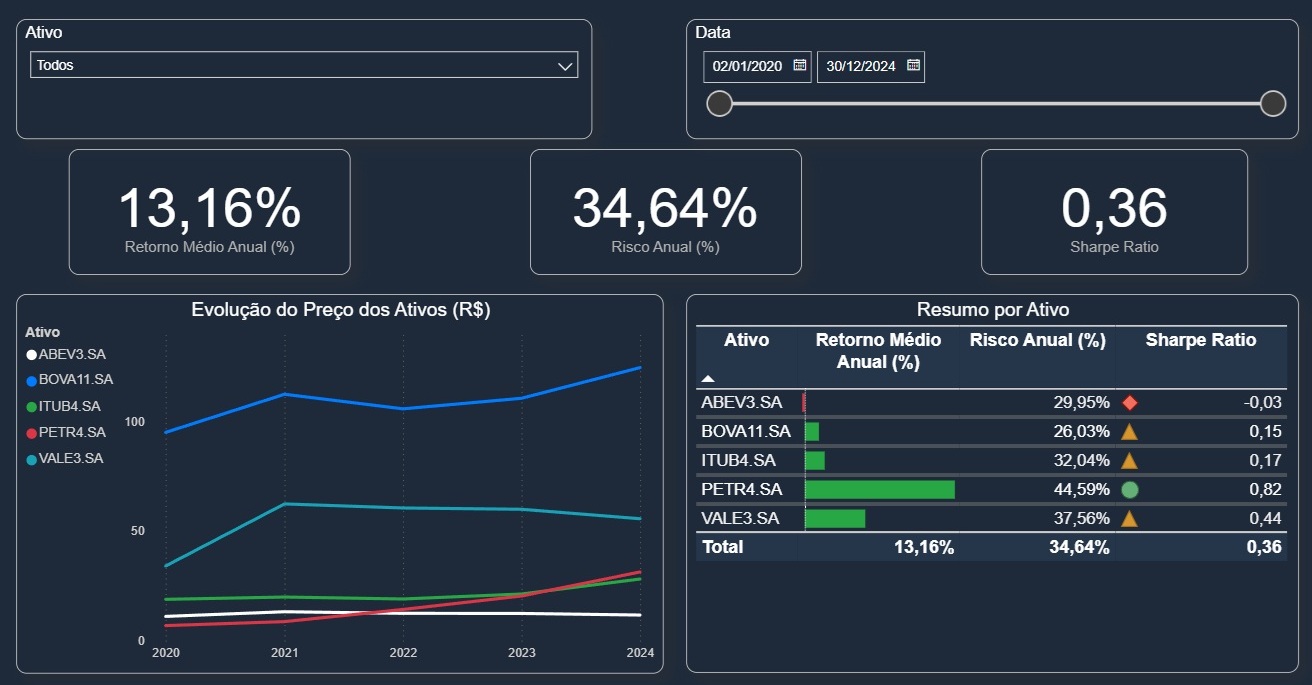 Ativo
Todos
Data
02/01/2020 30/12/2024
13,16%
Retorno Médio Anual (%)
34,64%
Risco Anual (%)
0,36
Sharpe Ratio
Evolução do Preço dos Ativos (R$)
Ativo
ABEV3.SA
BOVA11.SA
ITUB4.SA
PETR4.SA
VALE3.SA
100
50
0
2020 2021 2022 2023 2024
Resumo por Ativo
Ativo Retorno Médio Anual (%) Risco Anual (%) Sharpe Ratio
ABEV3.SA 29,95% -0,03
BOVA11.SA 26,03% 0,15
ITUB4.SA 32,04% 0,17
PETR4.SA 44,59% 0,82
VALE3.SA 37,56% 0,44
Total 13,16% 34,64% 0,36